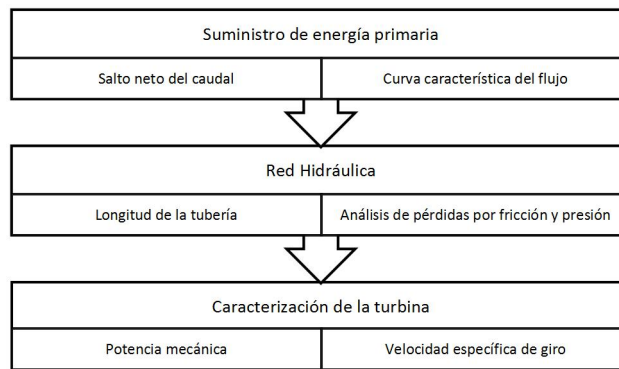 Suministro de energía primaria
Salto neto del caudal
Curva característica del flujo
Red Hidráulica
Longitud de la tubería
Análisis de pérdidas por fricción y presión
Caracterización de la turbina
Potencia mecánica
Velocidad específica de giro